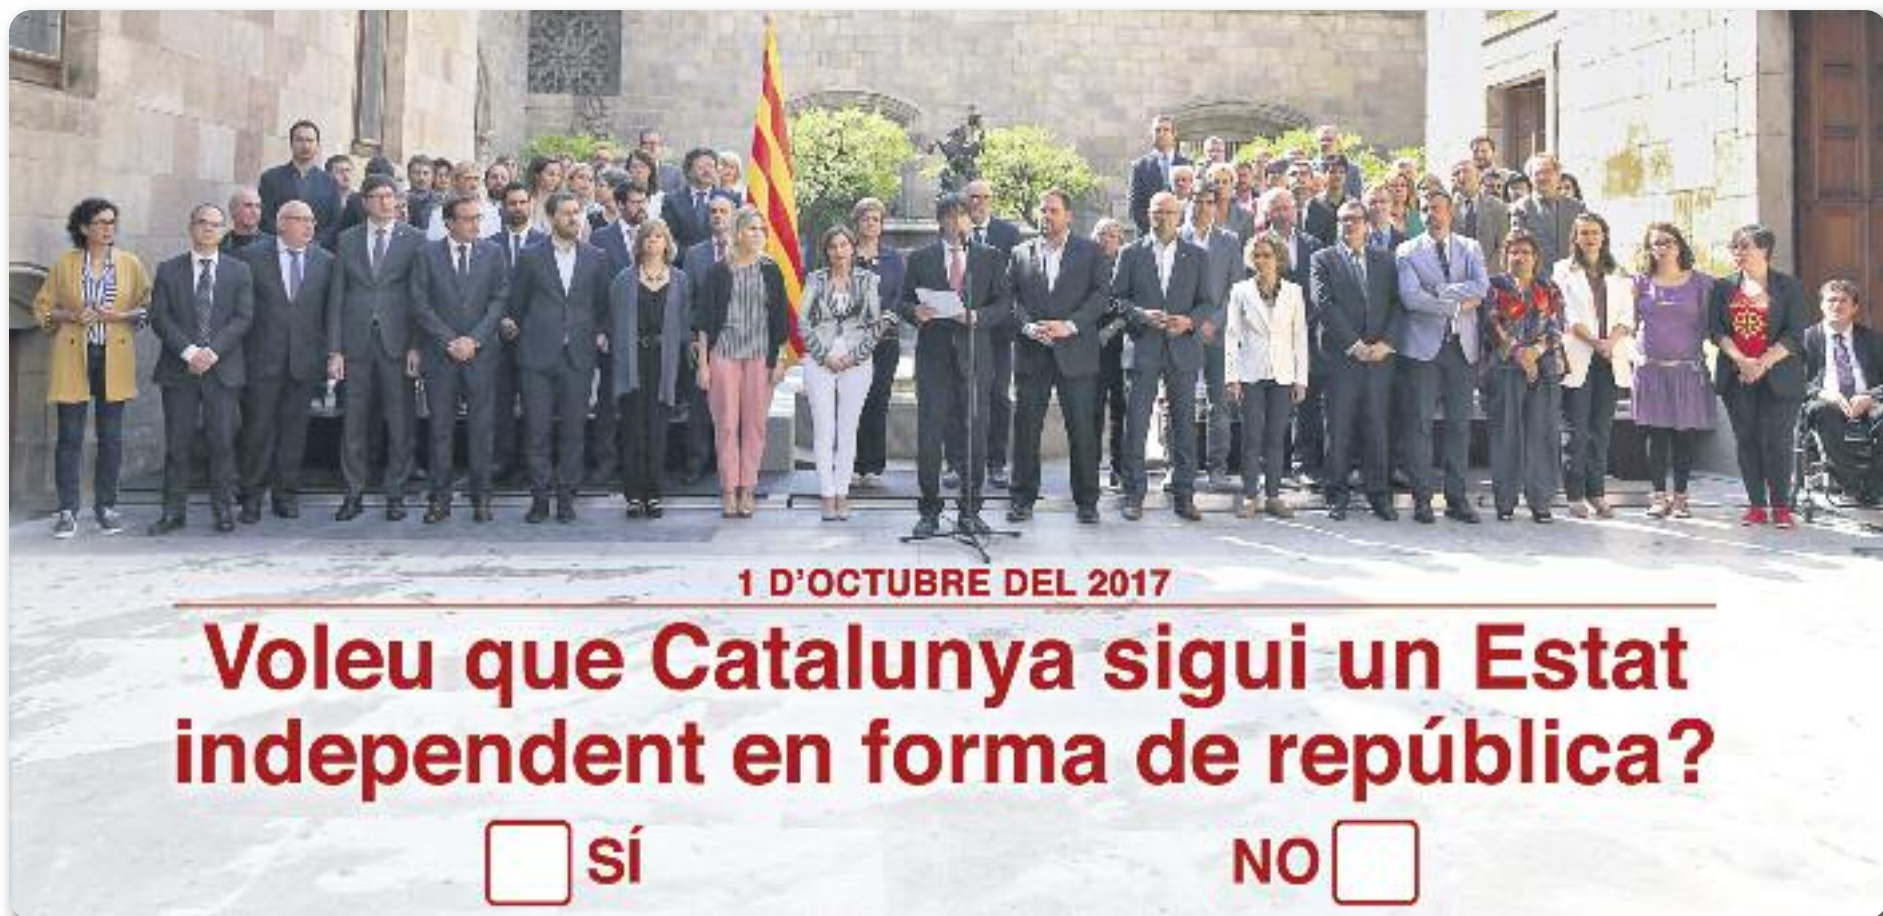 1 D'OCTUBRE DEL 2017
Voleu que Catalunya sigui un Estat
independent en forma de república?
SÍ NO